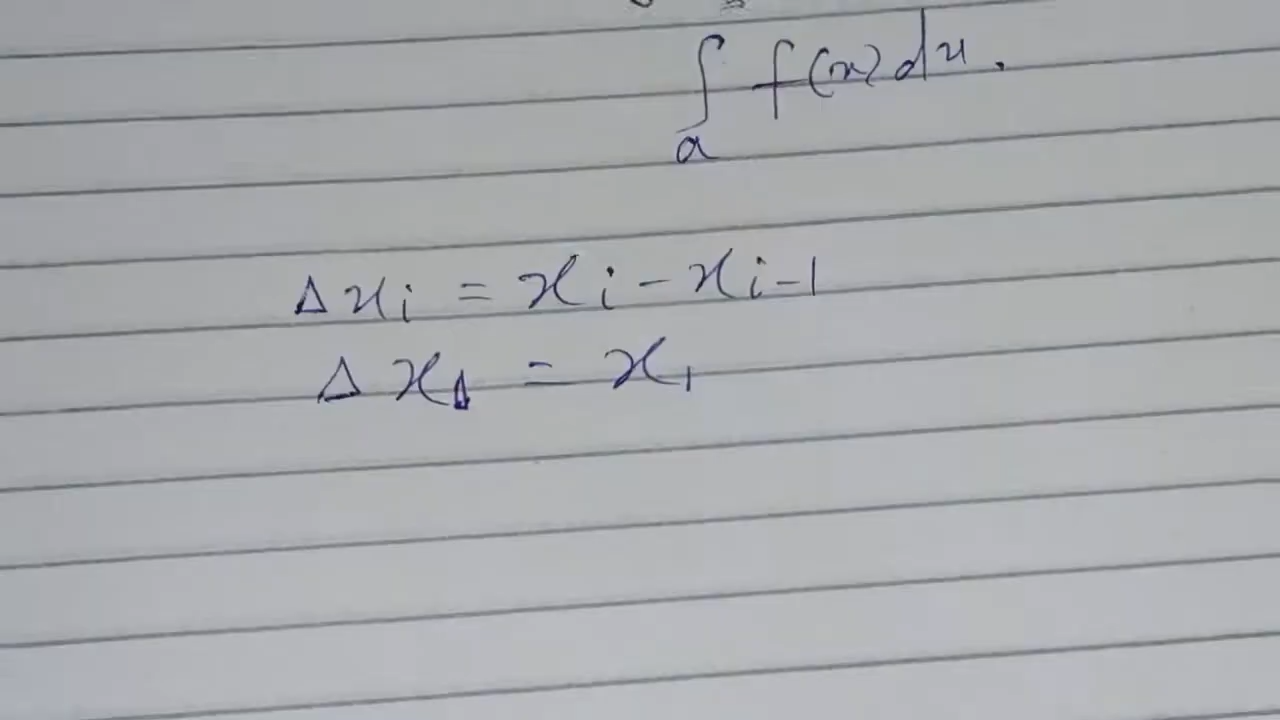 ∫ₐ f(x) dx.
Δxᵢ = xᵢ - xᵢ₋₁
Δx₁ = x₁